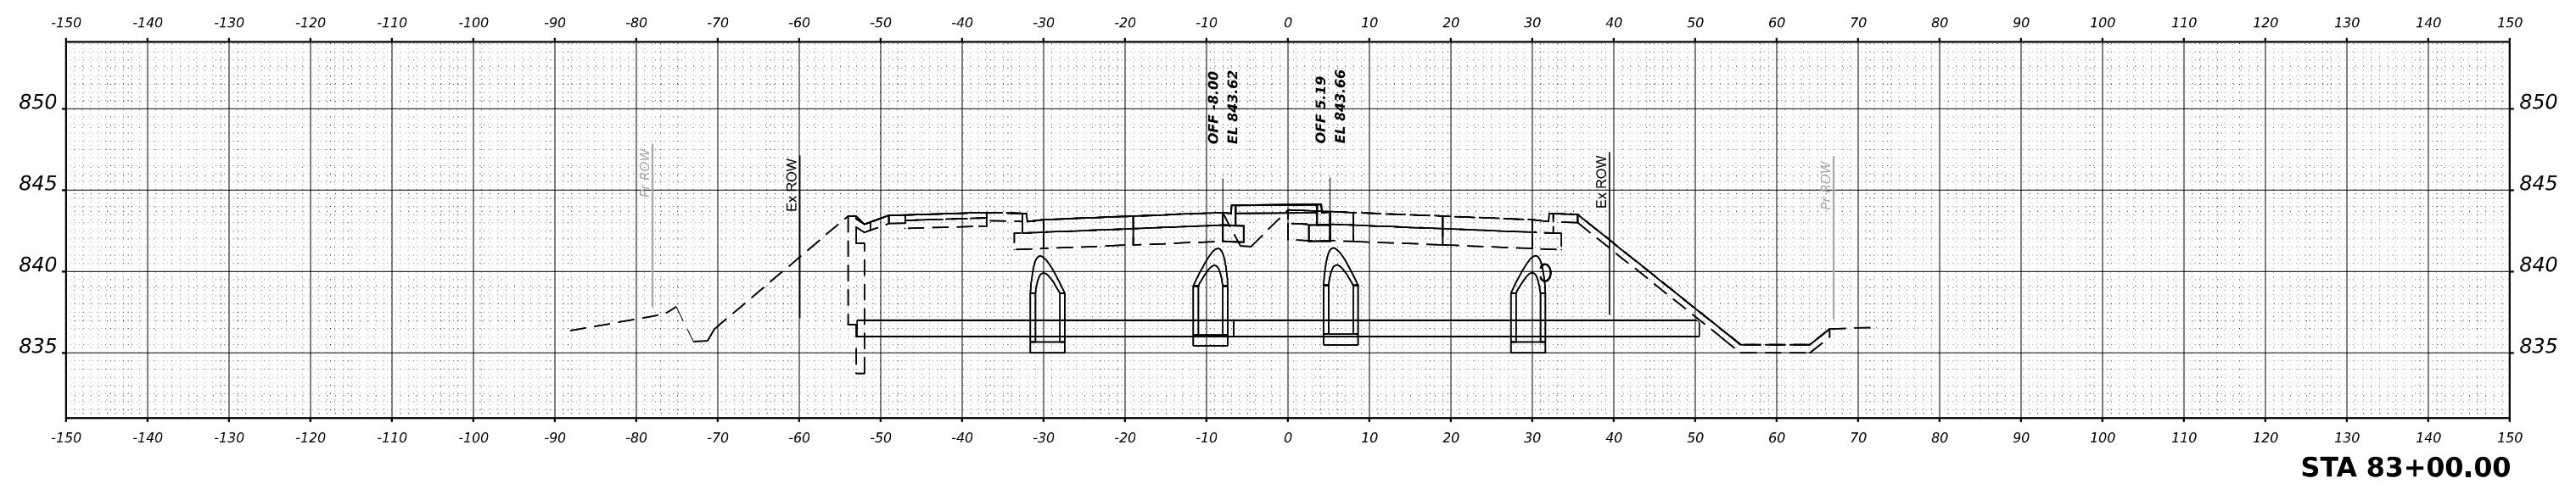 -150 -140 -130 -120 -110 -100 -90 -80 -70 -60 -50 -40 -30 -20 -10 0 10 20 30 40 50 60 70 80 90 100 110 120 130 140 150
OFF -8.00
EL 843.62
OFF 5.19
EL 843.66
850 850
845 845
840 840
835 835
Pr ROW
Ex ROW
Ex ROW
Pr ROW
-150 -140 -130 -120 -110 -100 -90 -80 -70 -60 -50 -40 -30 -20 -10 0 10 20 30 40 50 60 70 80 90 100 110 120 130 140 150
STA 83+00.00